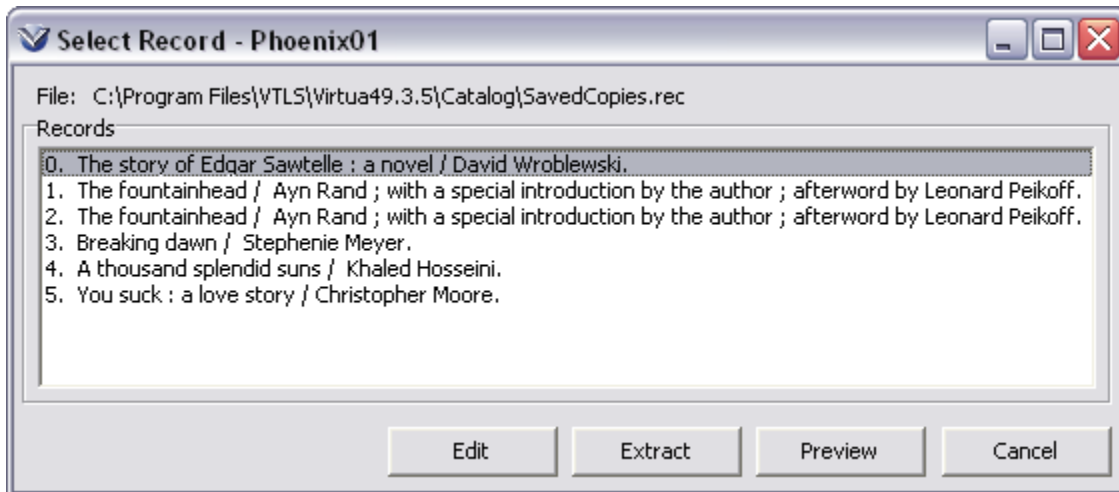 Select Record - Phoenix01
File: C:\Program Files\VTLS\Virtua49.3.5\Catalog\SavedCopies.rec
Records
0. The story of Edgar Sawtelle : a novel / David Wroblewski.
1. The fountainhead / Ayn Rand ; with a special introduction by the author ; afterword by Leonard Peikoff.
2. The fountainhead / Ayn Rand ; with a special introduction by the author ; afterword by Leonard Peikoff.
3. Breaking dawn / Stephenie Meyer.
4. A thousand splendid suns / Khaled Hosseini.
5. You suck : a love story / Christopher Moore.
Edit Extract Preview Cancel